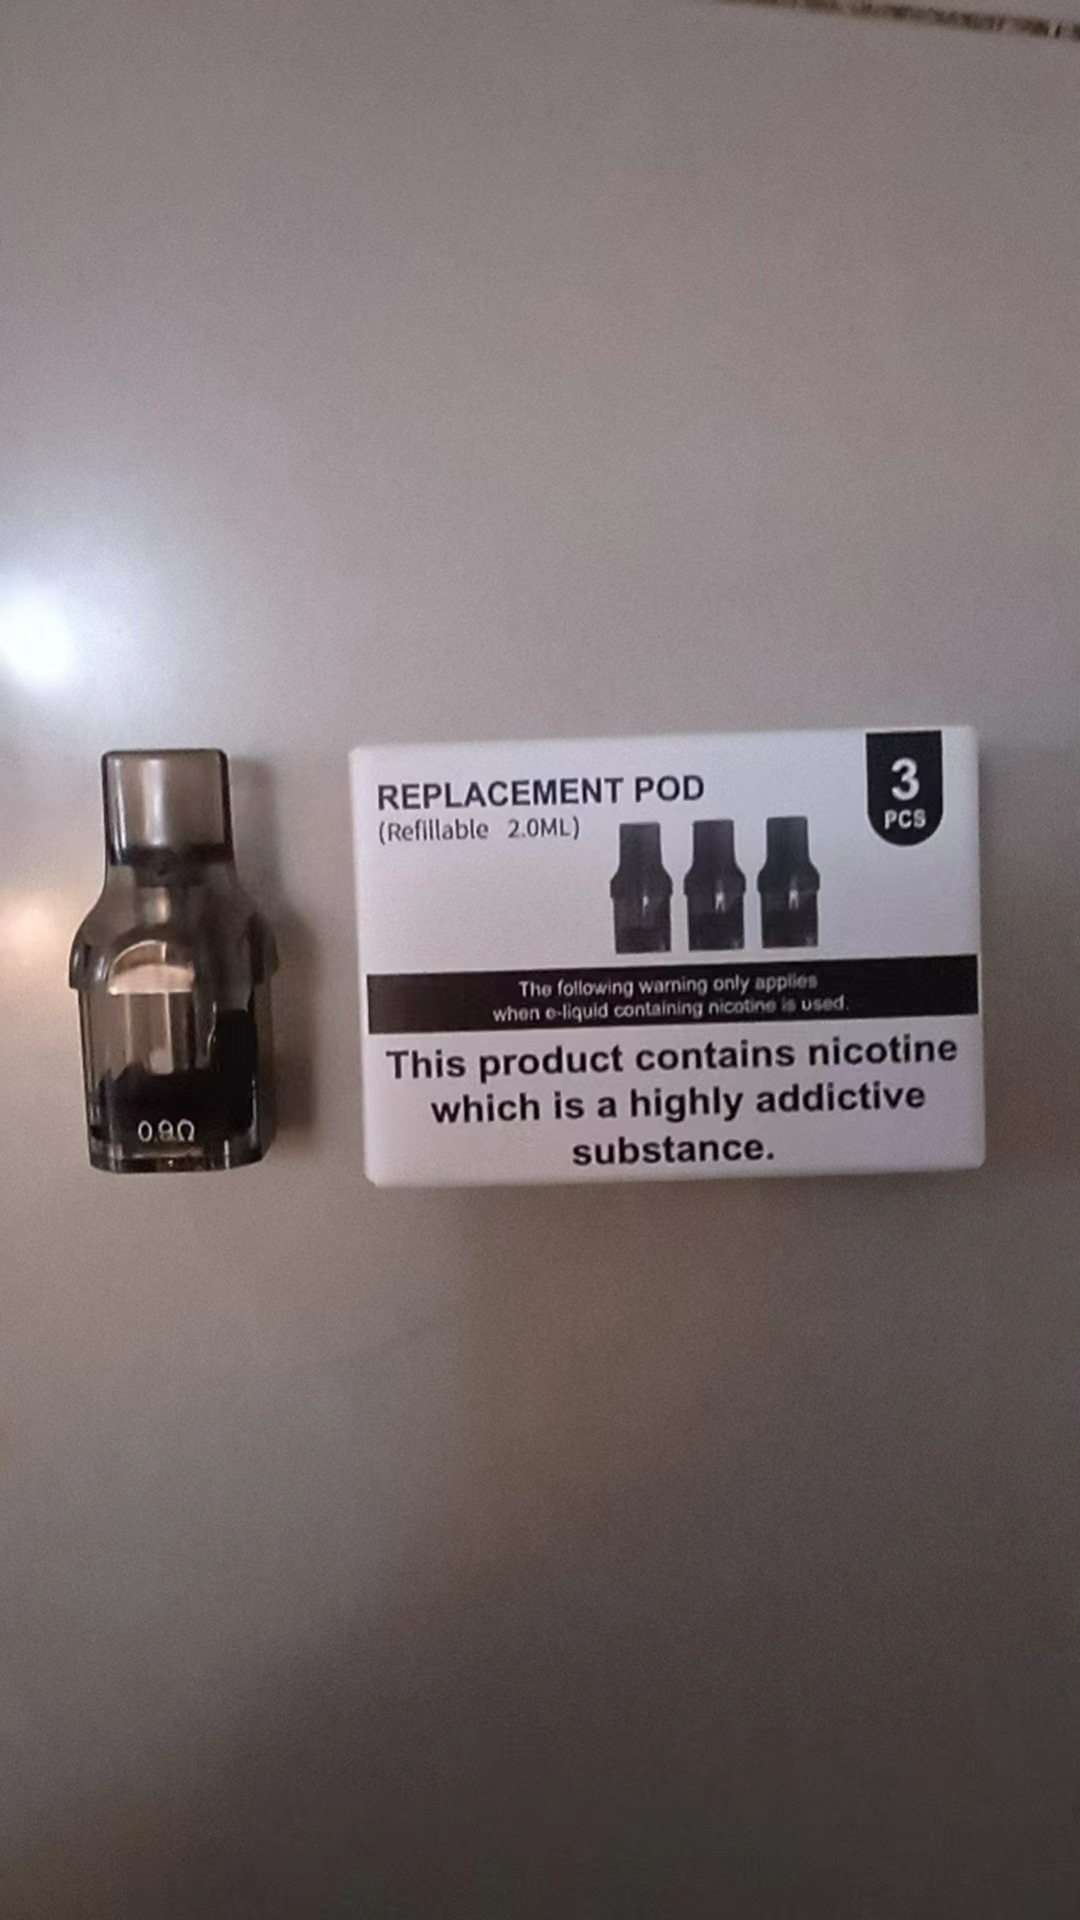 REPLACEMENT POD
(Refillable 2.0ML)
3
PCS
The following warning only applies
when e-liquid containing nicotine is used.
This product contains nicotine
which is a highly addictive
substance.
0.9Ω